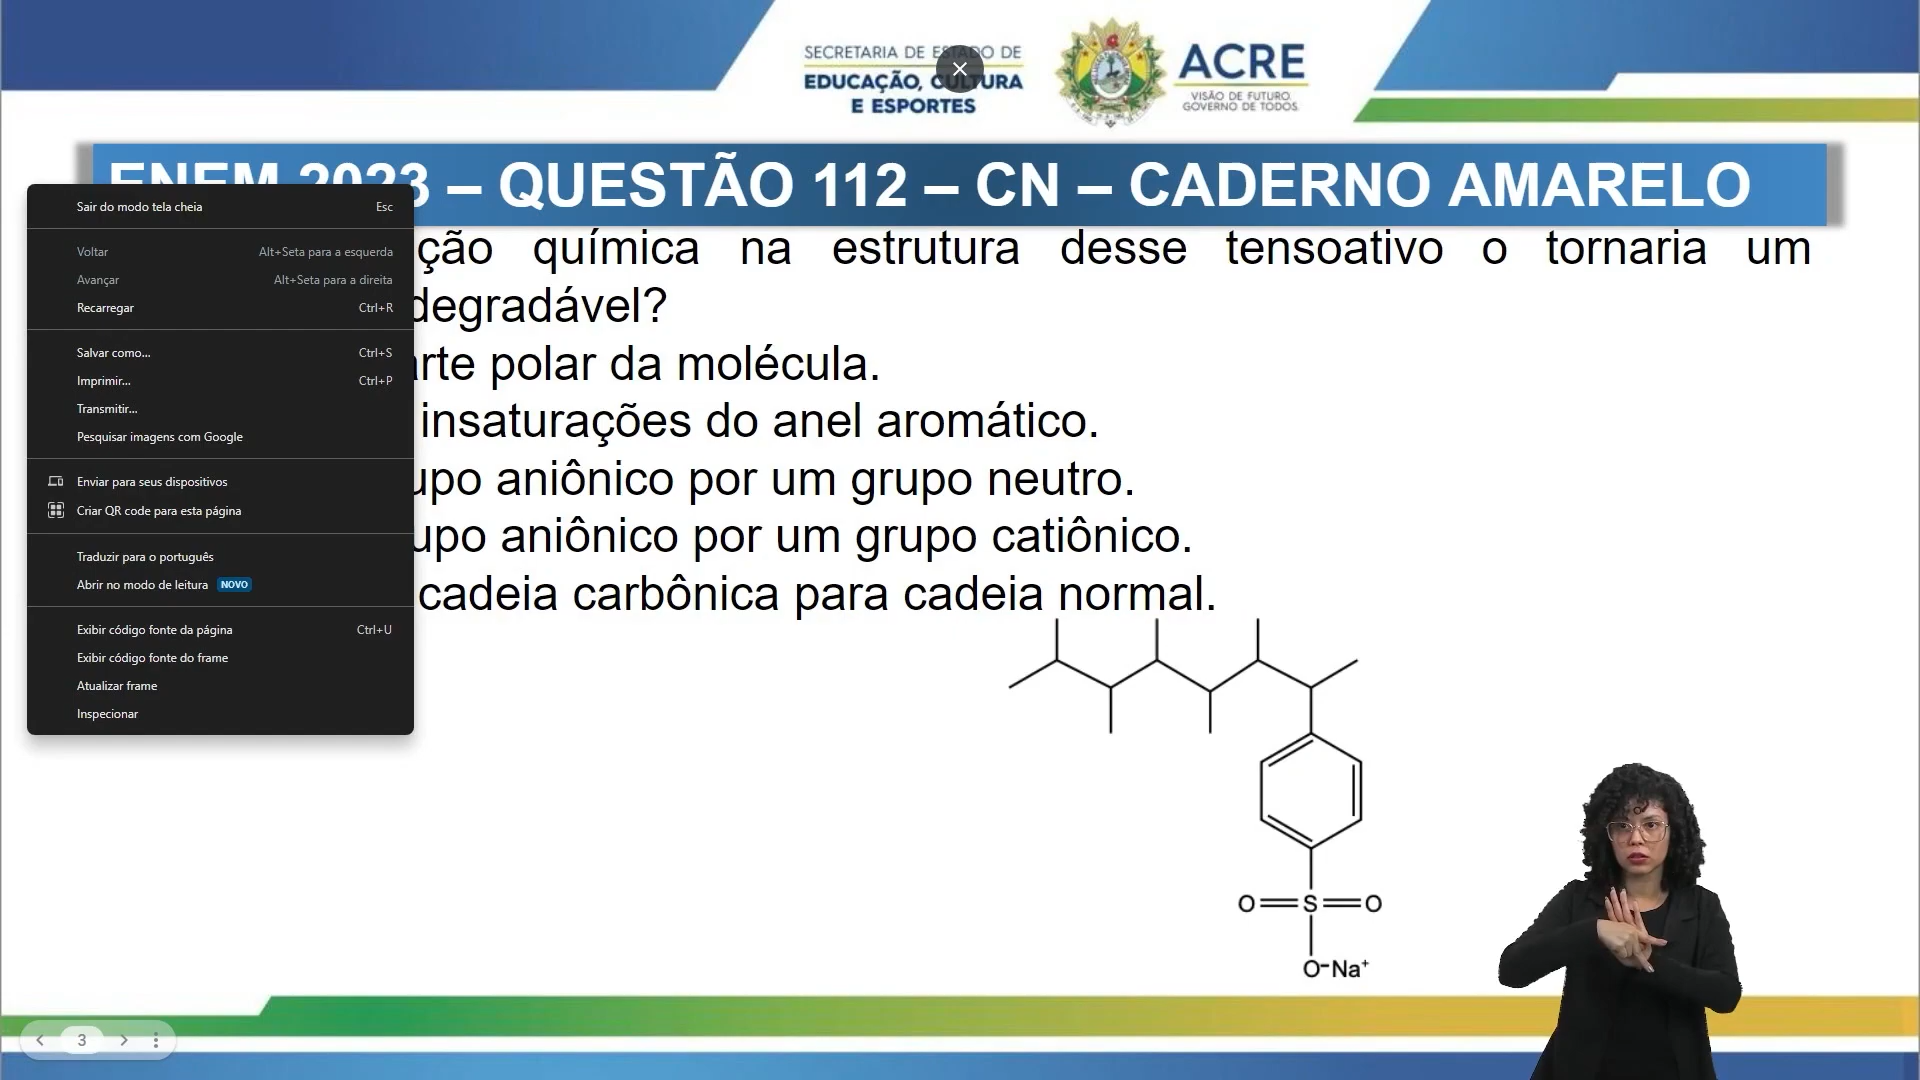 SECRETARIA DE ESTADO DE
EDUCAÇÃO, CULTURA
E ESPORTES
ACRE
VISÃO DE FUTURO.
GOVERNO DE TODOS.
ENEM 2023 – QUESTÃO 112 – CN – CADERNO AMARELO
ção química na estrutura desse tensoativo o tornaria um
degradável?
rte polar da molécula.
insaturações do anel aromático.
upo aniônico por um grupo neutro.
upo aniônico por um grupo catiônico.
cadeia carbônica para cadeia normal.
Sair do modo tela cheia Esc
Voltar Alt+Seta para a esquerda
Avançar Alt+Seta para a direita
Recarregar Ctrl+R
Salvar como... Ctrl+S
Imprimir... Ctrl+P
Transmitir...
Pesquisar imagens com Google
Enviar para seus dispositivos
Criar QR code para esta página
Traduzir para o português
Abrir no modo de leitura NOVO
Exibir código fonte da página Ctrl+U
Exibir código fonte do frame
Atualizar frame
Inspecionar
O S O
O⁻Na⁺
3